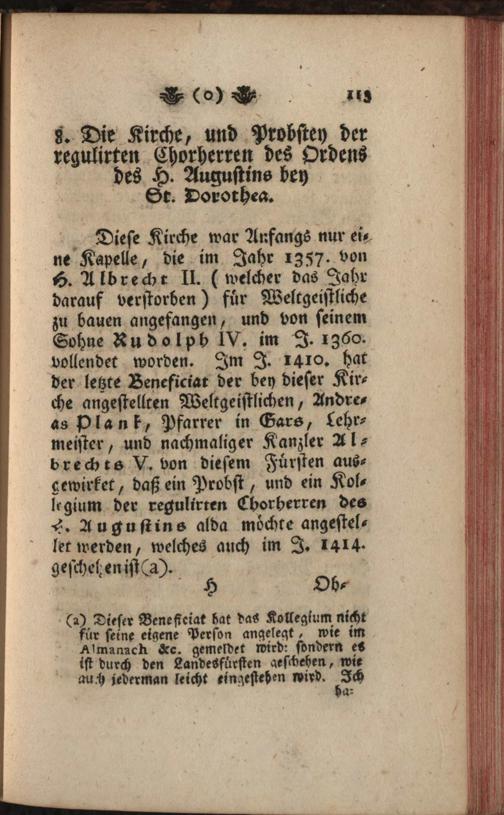 (o) 113
8. Die Kirche, und Probstey der
regulirten Chorherren des Ordens
des H. Augustins bey
St. Dorothea.
Diese Kirche war Anfangs nur ei-
ne Kapelle, die im Jahr 1357. von
H. Albrecht II. (welcher das Jahr
darauf verstorben) für Weltgeistliche
zu bauen angefangen, und von seinem
Sohne Rudolph IV. im J. 1360.
vollendet worden. Im J. 1410. hat
der letzte Beneficiat der bey dieser Kir-
che angestellten Weltgeistlichen, Andre-
as Plank, Pfarrer in Gars, Lehr-
meister, und nachmaliger Kanzler Al-
brechts V. von diesem Fürsten aus-
gewirket, daß ein Probst, und ein Kol-
legium der regulirten Chorherren des
H. Augustins alda möchte angestel-
let werden, welches auch im J. 1414.
geschehen ist (a).
H Ob-
(a) Dieser Beneficiat hat das Kollegium nicht
für seine eigene Person angelegt, wie im
Almanach &c. gemeldet wird: sondern es
ist durch den Landesfürsten geschehen, wie
auch jederman leicht eingestehen wird. Ich
ha-